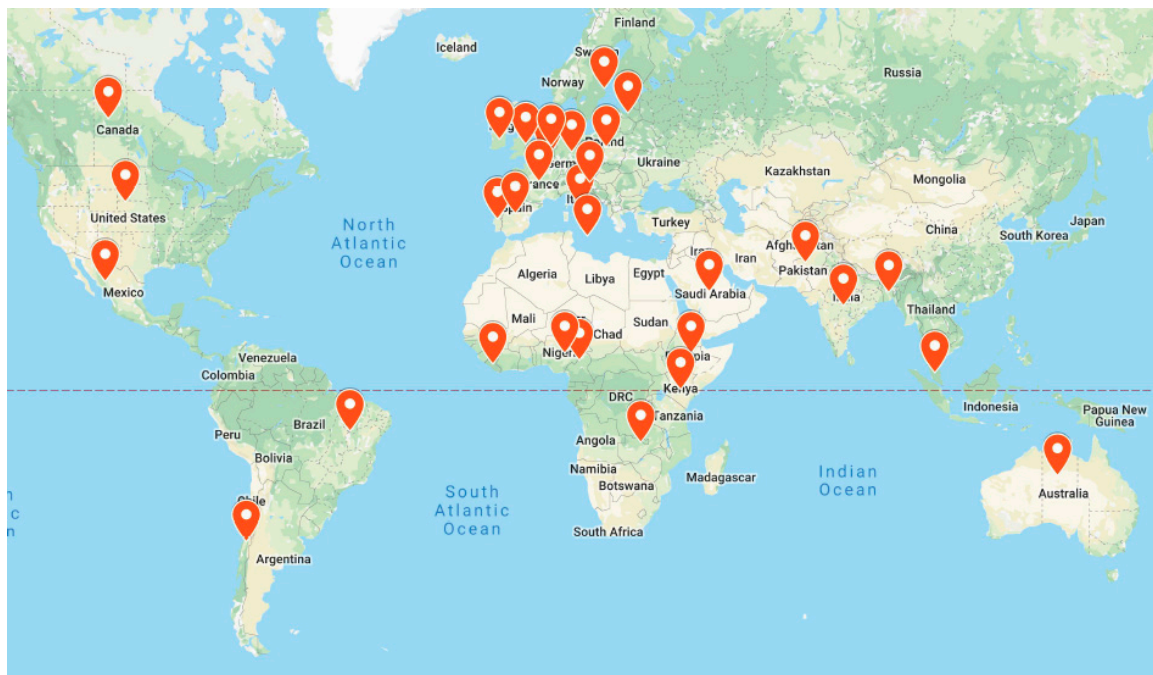 Finland
Iceland
Norway
Russia
Canada
Ukraine
Kazakhstan
Mongolia
United States
North
Atlantic
Ocean
Turkey
China
Japan
South Korea
Iran
Algeria
Libya
Egypt
Pakistan
Mexico
Saudi Arabia
Thailand
Mali
Chad
Sudan
Venezuela
Colombia
Kenya
DRC
Indonesia
Papua New
Guinea
Brazil
Tanzania
Peru
Angola
Bolivia
Namibia
Madagascar
Botswana
Indian
Ocean
South
Atlantic
Ocean
Australia
South Africa
Argentina